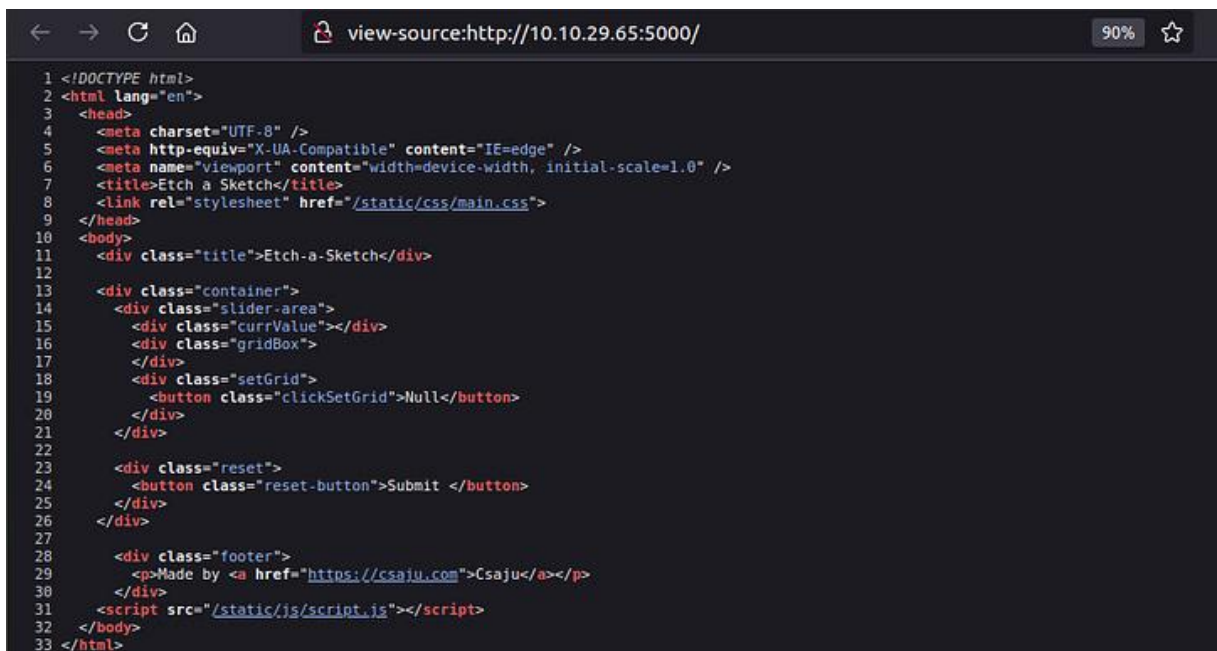 view-source:http://10.10.29.65:5000/
90%
1 <!DOCTYPE html>
2 <html lang="en">
3 <head>
4 <meta charset="UTF-8" />
5 <meta http-equiv="X-UA-Compatible" content="IE=edge" />
6 <meta name="viewport" content="width=device-width, initial-scale=1.0" />
7 <title>Etch a Sketch</title>
8 <link rel="stylesheet" href="/static/css/main.css">
9 </head>
10 <body>
11 <div class="title">Etch-a-Sketch</div>
12
13 <div class="container">
14 <div class="slider-area">
15 <div class="currValue"></div>
16 <div class="gridBox">
17 </div>
18 <div class="setGrid">
19 <button class="clickSetGrid">Null</button>
20 </div>
21 </div>
22
23 <div class="reset">
24 <button class="reset-button">Submit </button>
25 </div>
26 </div>
27
28 <div class="footer">
29 <p>Made by <a href="https://csaju.com">Csaju</a></p>
30 </div>
31 <script src="/static/js/script.js"></script>
32 </body>
33 </html>